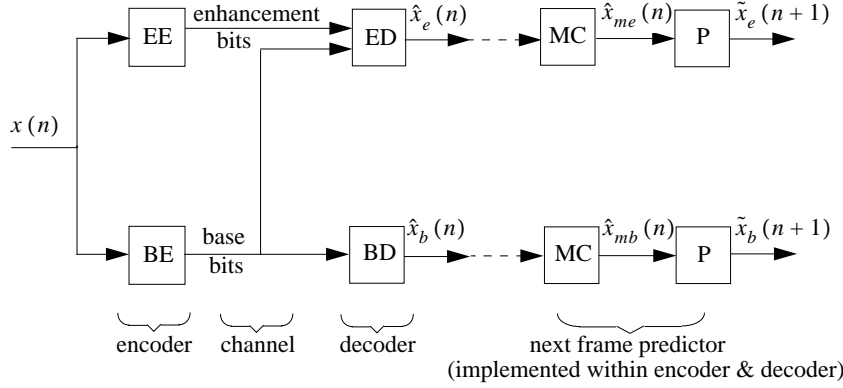 enhancement
bits
EE
ED
x̂_e (n)
MC
x̂_me (n)
P
x̃_e (n + 1)
x (n)
base
bits
BE
BD
x̂_b (n)
MC
x̂_mb (n)
P
x̃_b (n + 1)
encoder
channel
decoder
next frame predictor
(implemented within encoder & decoder)